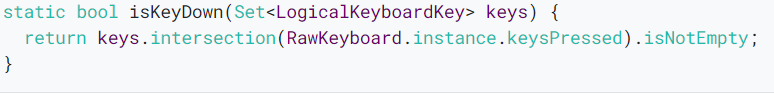 static bool isKeyDown(Set<LogicalKeyboardKey> keys) {
  return keys.intersection(RawKeyboard.instance.keysPressed).isNotEmpty;
}